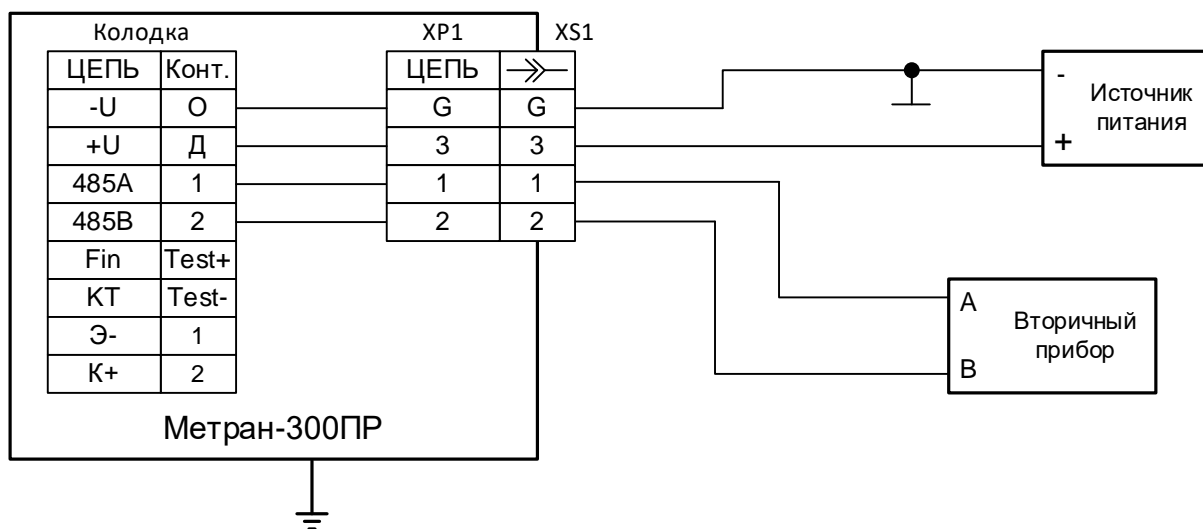 Колодка XP1 XS1
ЦЕПЬ Конт. ЦЕПЬ
-U О G G
+U Д 3 3
485A 1 1 1
485B 2 2 2
Fin Test+
KT Test-
Э- 1
К+ 2
Метран-300ПР
-
+
Источник
питания
A
B
Вторичный
прибор